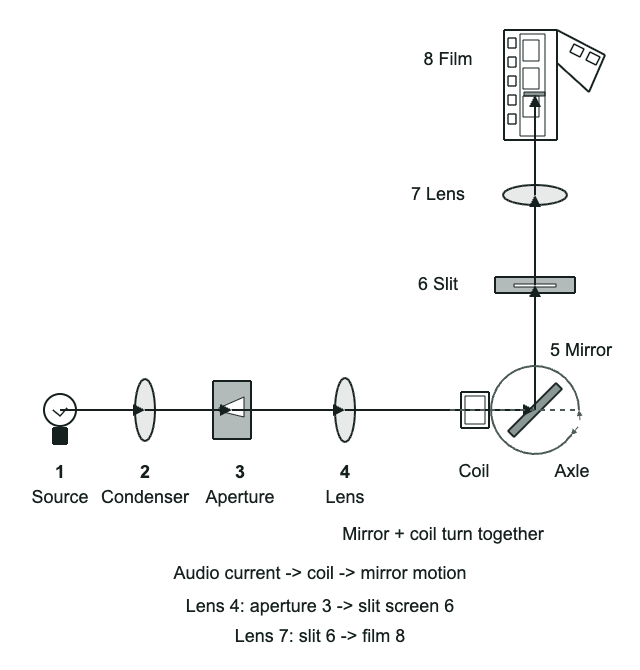 8 Film
7 Lens
6 Slit
5 Mirror
1 2 3 4 Coil Axle
Source Condenser Aperture Lens
Mirror + coil turn together
Audio current -> coil -> mirror motion
Lens 4: aperture 3 -> slit screen 6
Lens 7: slit 6 -> film 8